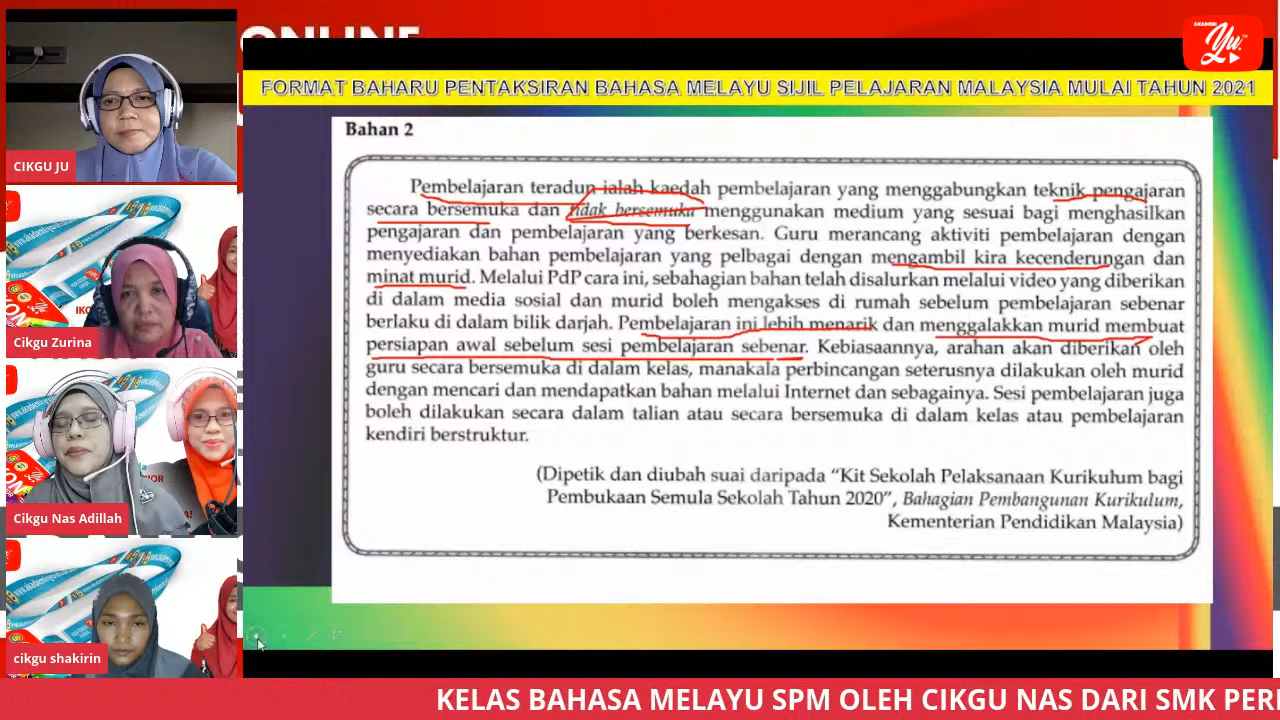 ONLINE
AKADEMI
Yu.
FORMAT BAHARU PENTAKSIRAN BAHASA MELAYU SIJIL PELAJARAN MALAYSIA MULAI TAHUN 2021
Bahan 2
Pembelajaran teradun ialah kaedah pembelajaran yang menggabungkan teknik pengajaran
secara bersemuka dan tidak bersemuka menggunakan medium yang sesuai bagi menghasilkan
pengajaran dan pembelajaran yang berkesan. Guru merancang aktiviti pembelajaran dengan
menyediakan bahan pembelajaran yang pelbagai dengan mengambil kira kecenderungan dan
minat murid. Melalui PdP cara ini, sebahagian bahan telah disalurkan melalui video yang diberikan
di dalam media sosial dan murid boleh mengakses di rumah sebelum pembelajaran sebenar
berlaku di dalam bilik darjah. Pembelajaran ini lebih menarik dan menggalakkan murid membuat
persiapan awal sebelum sesi pembelajaran sebenar. Kebiasaannya, arahan akan diberikan oleh
guru secara bersemuka di dalam kelas, manakala perbincangan seterusnya dilakukan oleh murid
dengan mencari dan mendapatkan bahan melalui Internet dan sebagainya. Sesi pembelajaran juga
boleh dilakukan secara dalam talian atau secara bersemuka di dalam kelas atau pembelajaran
kendiri berstruktur.
(Dipetik dan diubah suai daripada “Kit Sekolah Pelaksanaan Kurikulum bagi
Pembukaan Semula Sekolah Tahun 2020”, Bahagian Pembangunan Kurikulum,
Kementerian Pendidikan Malaysia)
CIKGU JU
Cikgu Zurina
Cikgu Nas Adillah
cikgu shakirin
KELAS BAHASA MELAYU SPM OLEH CIKGU NAS DARI SMK PERI